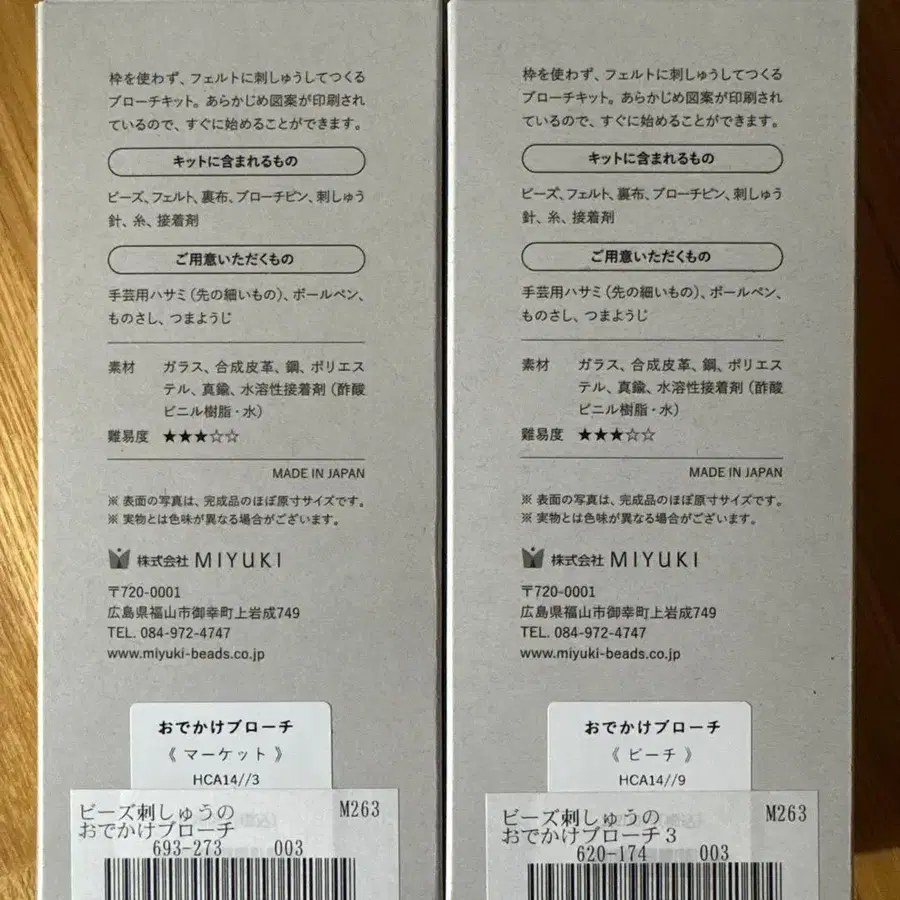 枠を使わず、フェルトに刺しゅうしてつくる
ブローチキット。あらかじめ図案が印刷され
ているので、すぐに始めることができます。
キットに含まれるもの
ビーズ、フェルト、裏布、ブローチピン、刺しゅう
針、糸、接着剤
ご用意いただくもの
手芸用ハサミ（先の細いもの）、ボールペン、
ものさし、つまようじ
素材 ガラス、合成皮革、鋼、ポリエス
テル、真鍮、水溶性接着剤（酢酸
ビニル樹脂・水）
難易度 ★★★☆☆
MADE IN JAPAN
※ 表面の写真は、完成品のほぼ原寸サイズです。
※ 実物とは色味が異なる場合がございます。
株式会社 MIYUKI
〒720-0001
広島県福山市御幸町上岩成749
TEL. 084-972-4747
www.miyuki-beads.co.jp
おでかけブローチ
《 マーケット 》
HCA14//3
ビーズ刺しゅうの M263
おでかけブローチ
693-273 003
枠を使わず、フェルトに刺しゅうしてつくる
ブローチキット。あらかじめ図案が印刷され
ているので、すぐに始めることができます。
キットに含まれるもの
ビーズ、フェルト、裏布、ブローチピン、刺しゅう
針、糸、接着剤
ご用意いただくもの
手芸用ハサミ（先の細いもの）、ボールペン、
ものさし、つまようじ
素材 ガラス、合成皮革、鋼、ポリエス
テル、真鍮、水溶性接着剤（酢酸
ビニル樹脂・水）
難易度 ★★★☆☆
MADE IN JAPAN
※ 表面の写真は、完成品のほぼ原寸サイズです。
※ 実物とは色味が異なる場合がございます。
株式会社 MIYUKI
〒720-0001
広島県福山市御幸町上岩成749
TEL. 084-972-4747
www.miyuki-beads.co.jp
おでかけブローチ
《 ビーチ 》
HCA14//9
ビーズ刺しゅうの M263
おでかけブローチ３
620-174 003